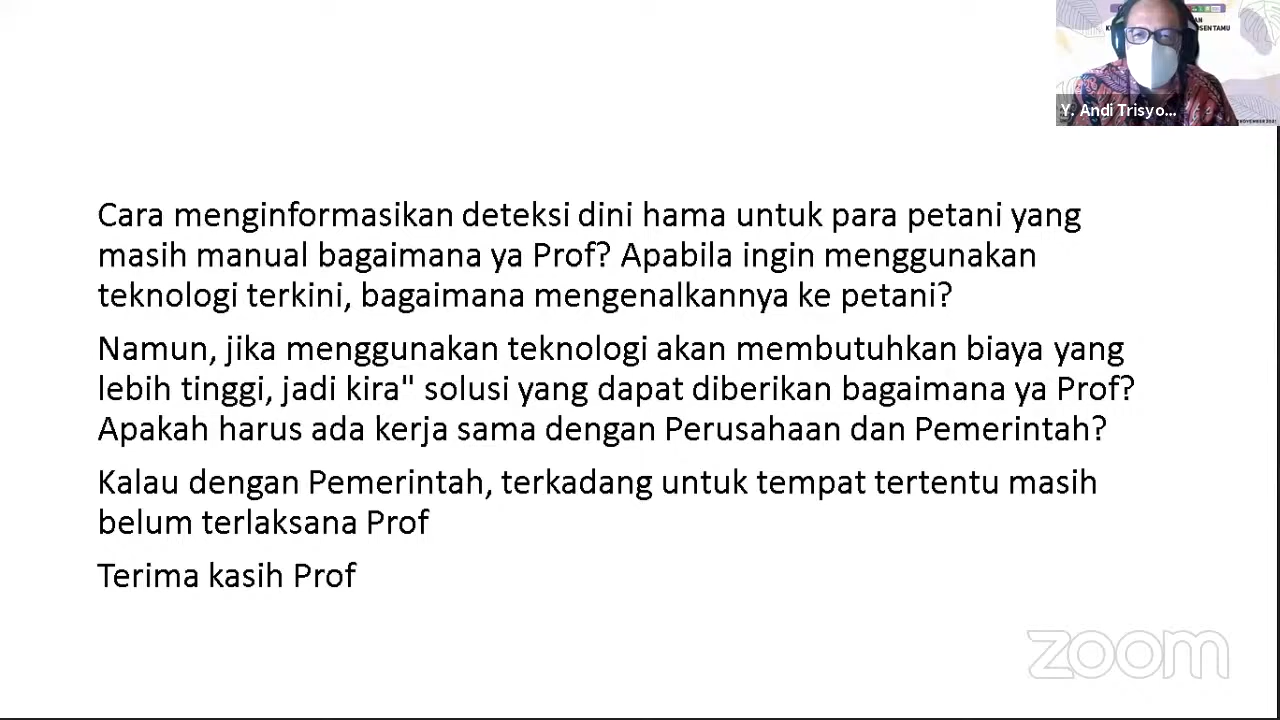 AN
SEN TAMU
Y. Andi Trisyo...
Cara menginformasikan deteksi dini hama untuk para petani yang
masih manual bagaimana ya Prof? Apabila ingin menggunakan
teknologi terkini, bagaimana mengenalkannya ke petani?
Namun, jika menggunakan teknologi akan membutuhkan biaya yang
lebih tinggi, jadi kira" solusi yang dapat diberikan bagaimana ya Prof?
Apakah harus ada kerja sama dengan Perusahaan dan Pemerintah?
Kalau dengan Pemerintah, terkadang untuk tempat tertentu masih
belum terlaksana Prof
Terima kasih Prof
zoom